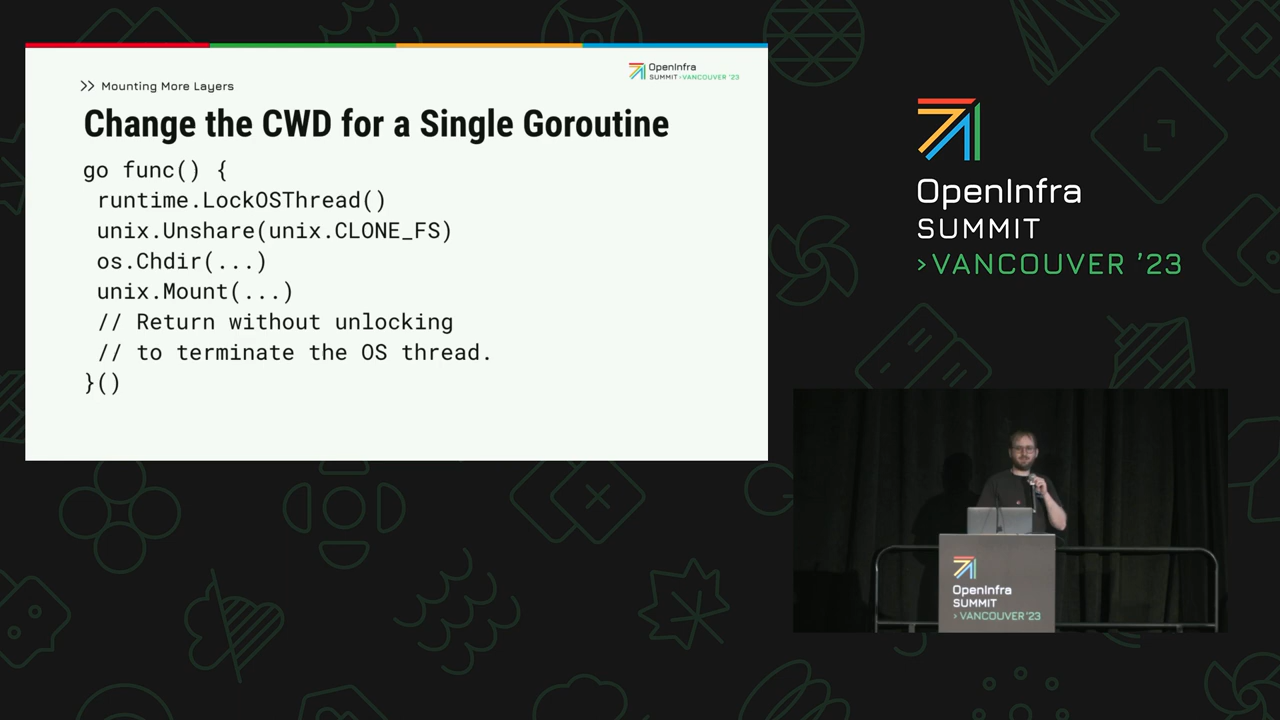 OpenInfra
SUMMIT >VANCOUVER '23
>> Mounting More Layers
Change the CWD for a Single Goroutine
go func() {
 runtime.LockOSThread()
 unix.Unshare(unix.CLONE_FS)
 os.Chdir(...)
 unix.Mount(...)
 // Return without unlocking
 // to terminate the OS thread.
}()
OpenInfra
SUMMIT
>VANCOUVER '23
OpenInfra
SUMMIT
>VANCOUVER '23